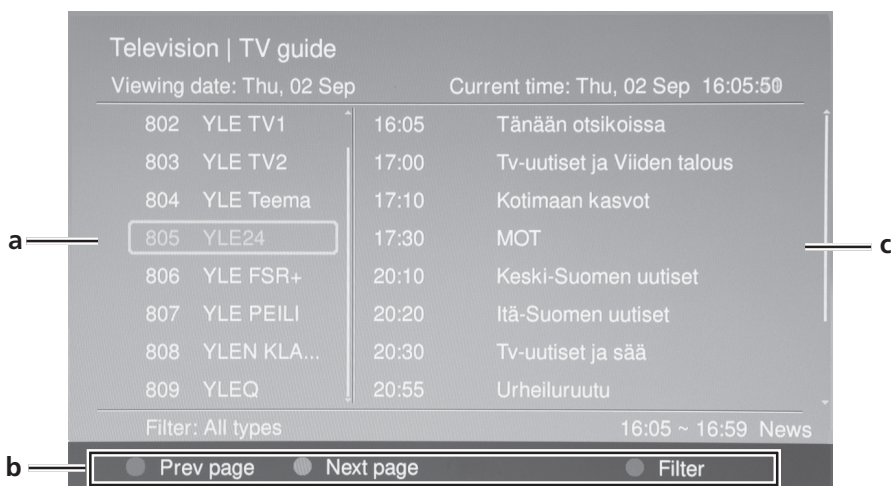 Television | TV guide
Viewing date: Thu, 02 Sep Current time: Thu, 02 Sep 16:05:50
802 YLE TV1 16:05 Tänään otsikoissa
803 YLE TV2 17:00 Tv-uutiset ja Viiden talous
804 YLE Teema 17:10 Kotimaan kasvot
a 805 YLE24 17:30 MOT c
806 YLE FSR+ 20:10 Keski-Suomen uutiset
807 YLE PEILI 20:20 Itä-Suomen uutiset
808 YLEN KLA... 20:30 Tv-uutiset ja sää
809 YLEQ 20:55 Urheiluruutu
Filter: All types 16:05 ~ 16:59 News
b Prev page Next page Filter